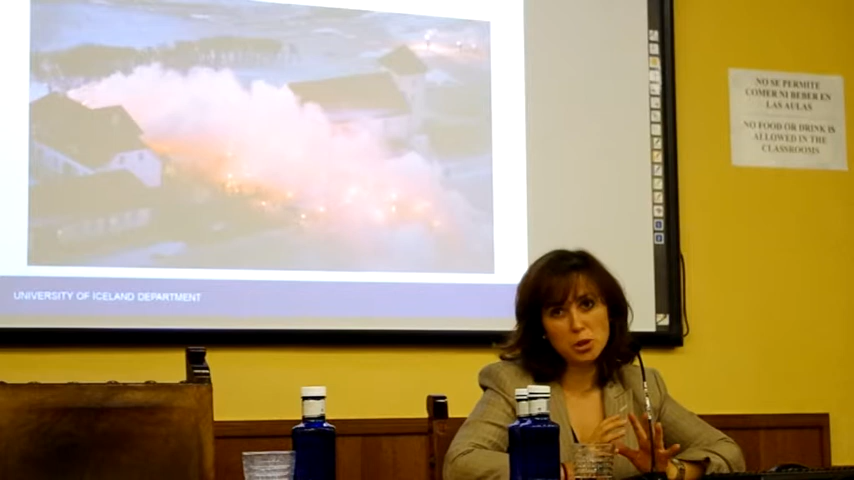 UNIVERSITY OF ICELAND DEPARTMENT
NO SE PERMITE
COMER NI BEBER EN
LAS AULAS
NO FOOD OR DRINK IS
ALLOWED IN THE
CLASSROOMS